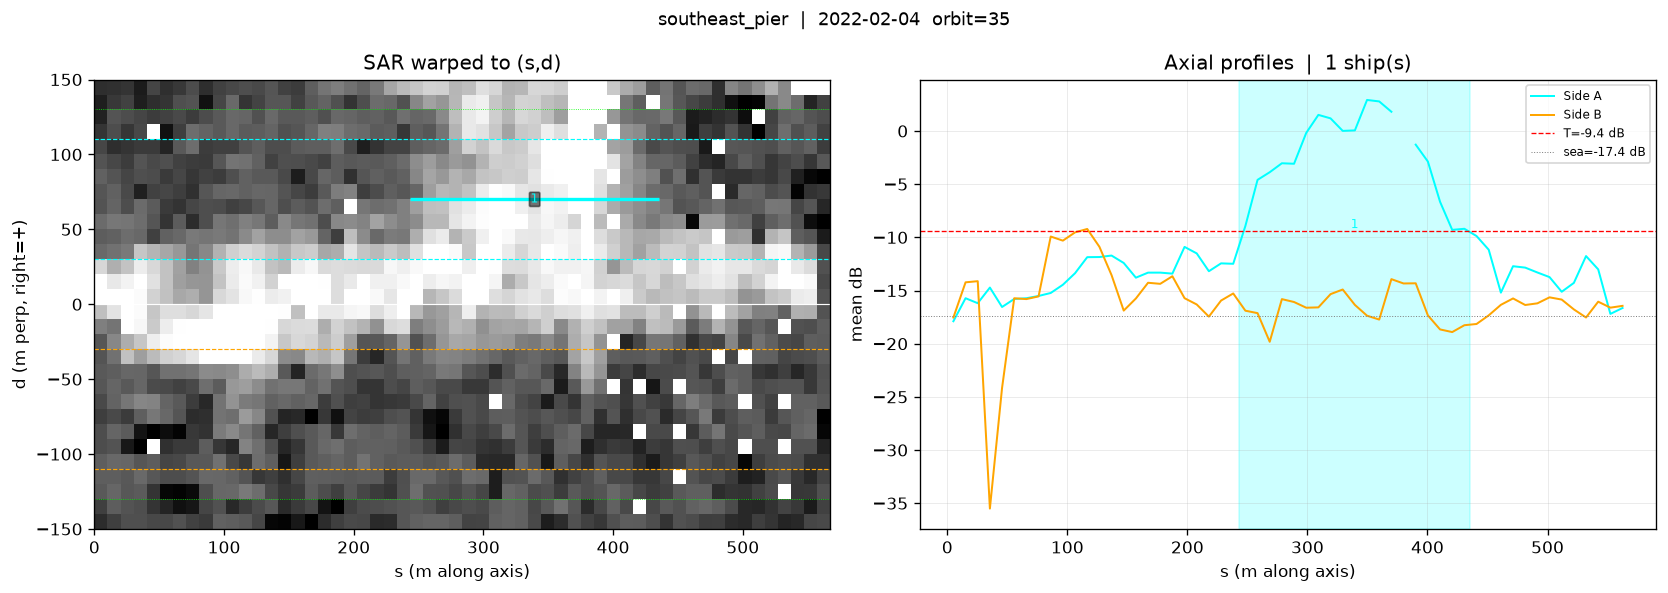 southeast_pier | 2022-02-04 orbit=35
SAR warped to (s,d)
150
100
50
0
−50
−100
−150
d (m perp, right=+)
1
0
100
200
300
400
500
s (m along axis)
Axial profiles | 1 ship(s)
0
−5
−10
−15
−20
−25
−30
−35
mean dB
1
Side A
Side B
T=-9.4 dB
sea=-17.4 dB
0
100
200
300
400
500
s (m along axis)